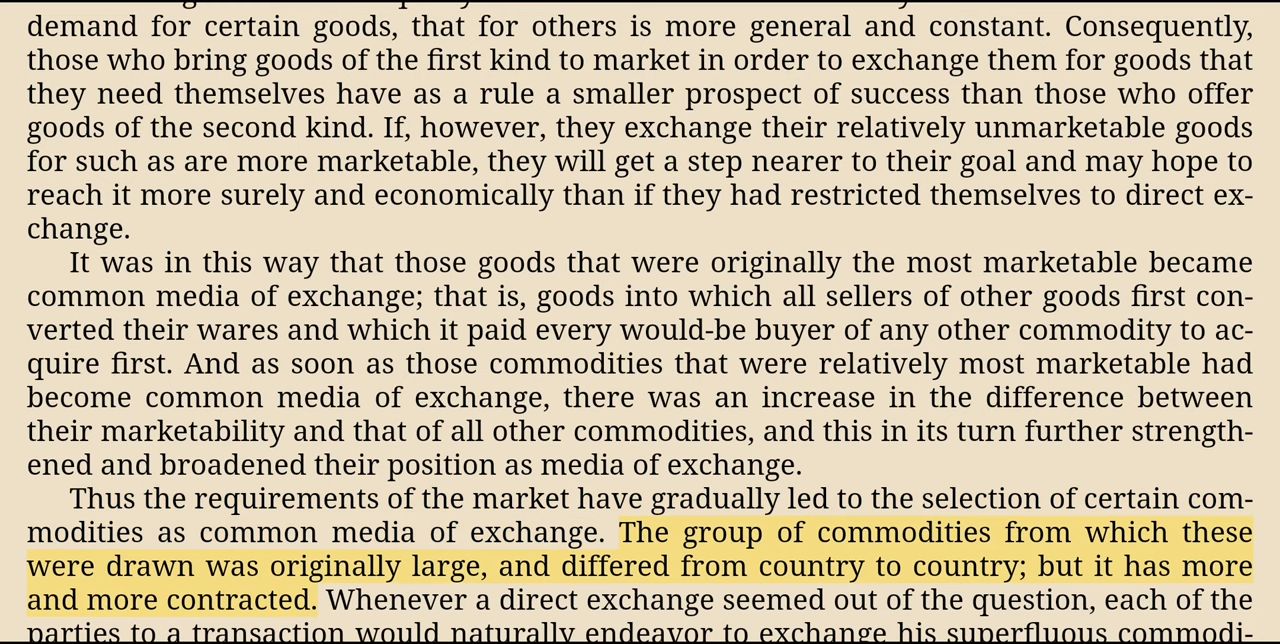 demand for certain goods, that for others is more general and constant. Consequently,
those who bring goods of the first kind to market in order to exchange them for goods that
they need themselves have as a rule a smaller prospect of success than those who offer
goods of the second kind. If, however, they exchange their relatively unmarketable goods
for such as are more marketable, they will get a step nearer to their goal and may hope to
reach it more surely and economically than if they had restricted themselves to direct ex-
change.
It was in this way that those goods that were originally the most marketable became
common media of exchange; that is, goods into which all sellers of other goods first con-
verted their wares and which it paid every would-be buyer of any other commodity to ac-
quire first. And as soon as those commodities that were relatively most marketable had
become common media of exchange, there was an increase in the difference between
their marketability and that of all other commodities, and this in its turn further strength-
ened and broadened their position as media of exchange.
Thus the requirements of the market have gradually led to the selection of certain com-
modities as common media of exchange. The group of commodities from which these
were drawn was originally large, and differed from country to country; but it has more
and more contracted. Whenever a direct exchange seemed out of the question, each of the
parties to a transaction would naturally endeavor to exchange his superfluous commodi-